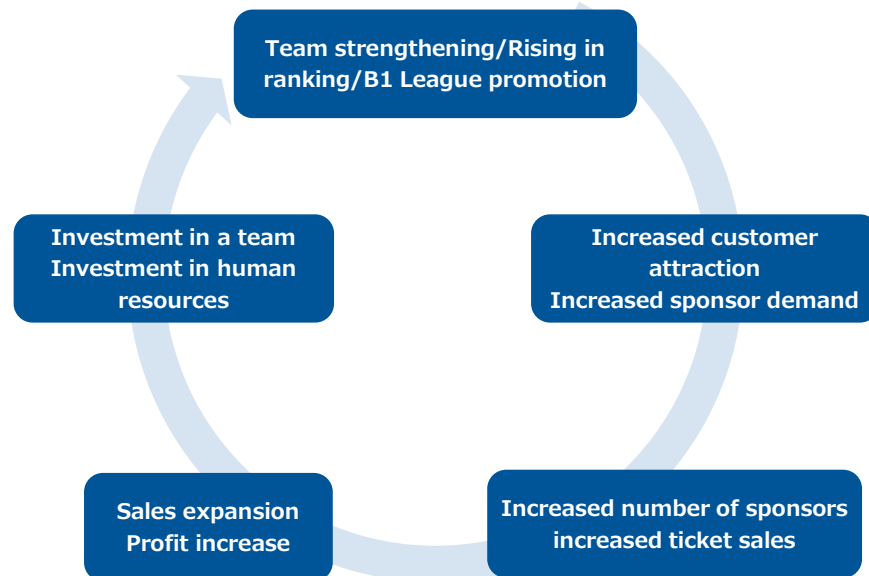 Team strengthening/Rising in
ranking/B1 League promotion
Increased customer
attraction
Increased sponsor demand
Increased number of sponsors
increased ticket sales
Sales expansion
Profit increase
Investment in a team
Investment in human
resources